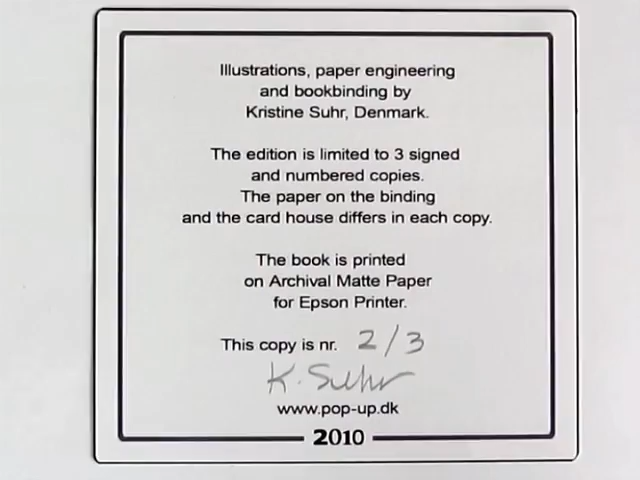 Illustrations, paper engineering
and bookbinding by
Kristine Suhr, Denmark.
The edition is limited to 3 signed
and numbered copies.
The paper on the binding
and the card house differs in each copy.
The book is printed
on Archival Matte Paper
for Epson Printer.
This copy is nr. 2/3
K. Suhr
www.pop-up.dk
2010